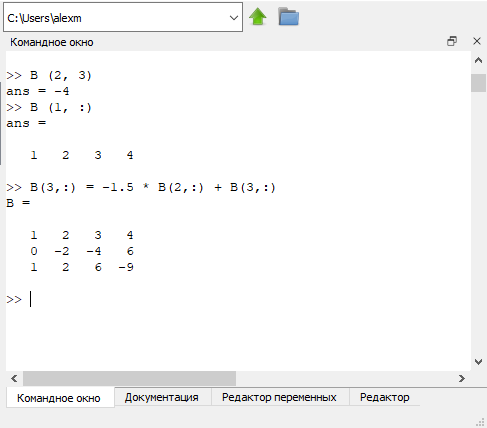 C:\Users\alexm
Командное окно
>> B (2, 3)
ans = -4
>> B (1, :)
ans =
1 2 3 4
>> B(3,:) = -1.5 * B(2,:) + B(3,:)
B =
1 2 3 4
0 -2 -4 6
1 2 6 -9
>>
Командное окно Документация Редактор переменных Редактор